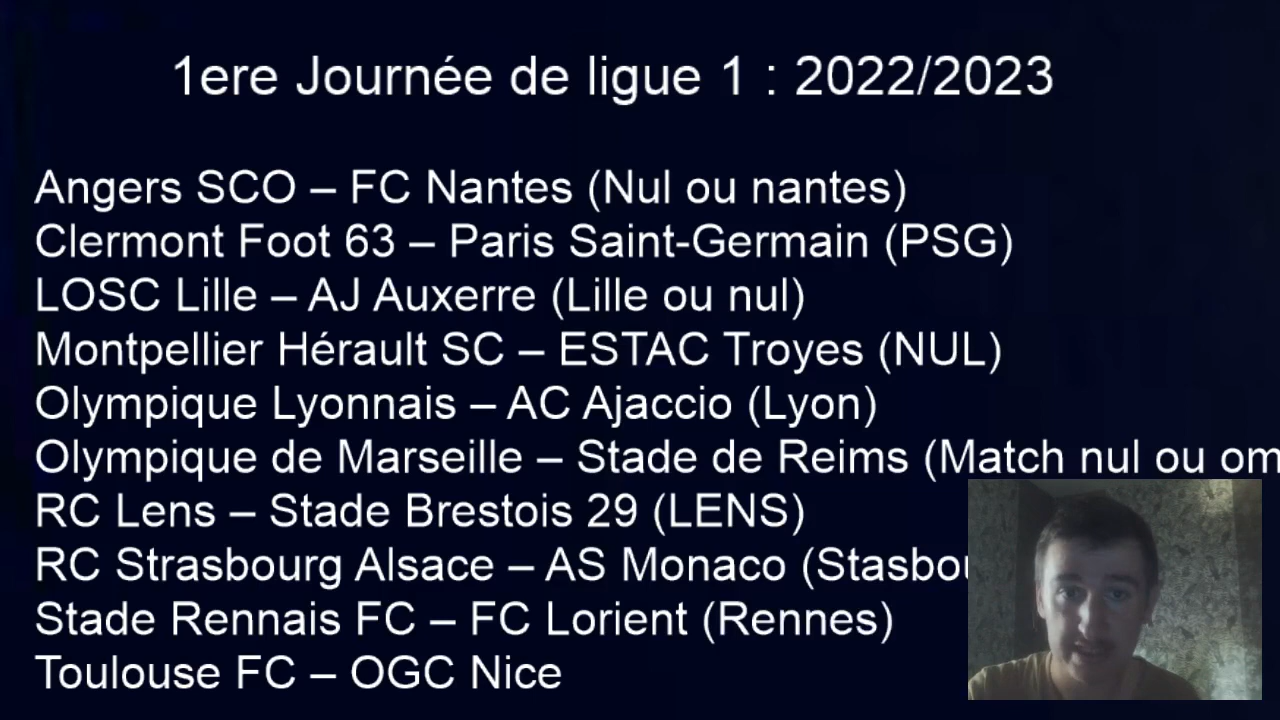 1ere Journée de ligue 1 : 2022/2023
Angers SCO – FC Nantes (Nul ou nantes)
Clermont Foot 63 – Paris Saint-Germain (PSG)
LOSC Lille – AJ Auxerre (Lille ou nul)
Montpellier Hérault SC – ESTAC Troyes (NUL)
Olympique Lyonnais – AC Ajaccio (Lyon)
Olympique de Marseille – Stade de Reims (Match nul ou om
RC Lens – Stade Brestois 29 (LENS)
RC Strasbourg Alsace – AS Monaco (Stasbou
Stade Rennais FC – FC Lorient (Rennes)
Toulouse FC – OGC Nice